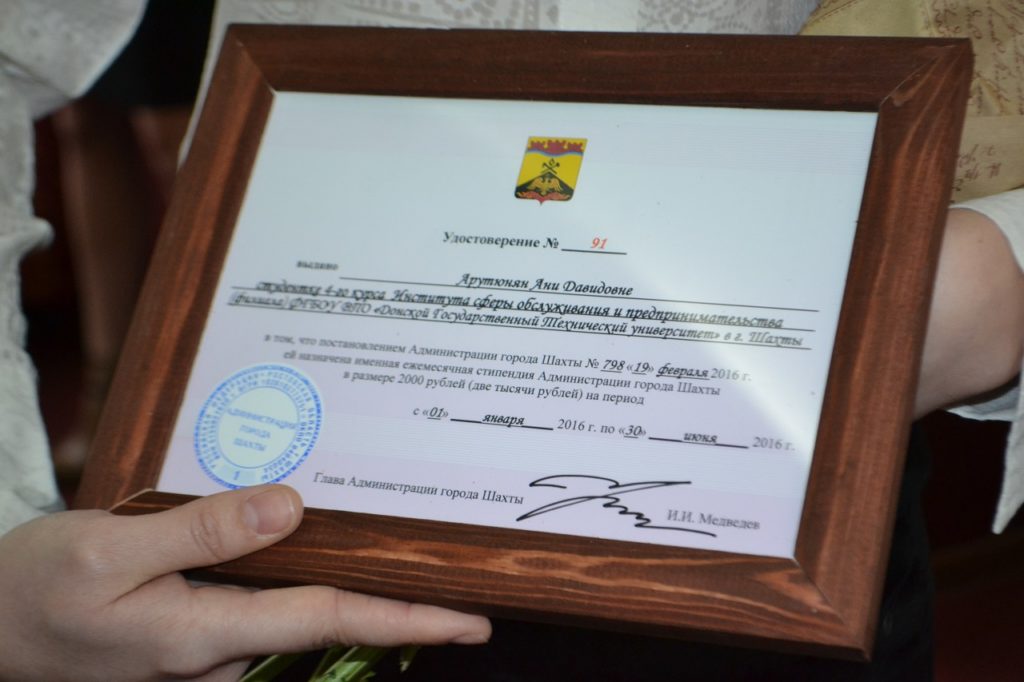 Удостоверение № 91
выдано Арутюнян Ани Давидовне
студентке 4-го курса Института сферы обслуживания и предпринимательства
(филиала) ФГБОУ ВПО «Донской Государственный Технический университет» в г. Шахты
в том, что постановлением Администрации города Шахты № 798 «19» февраля 2016 г.
ей назначена именная ежемесячная стипендия Администрации города Шахты
в размере 2000 рублей (две тысячи рублей) на период
с «01» января 2016 г. по «30» июня 2016 г.
АДМИНИСТРАЦИЯ
ГОРОДА
ШАХТЫ
Глава Администрации города Шахты И.И. Медведев